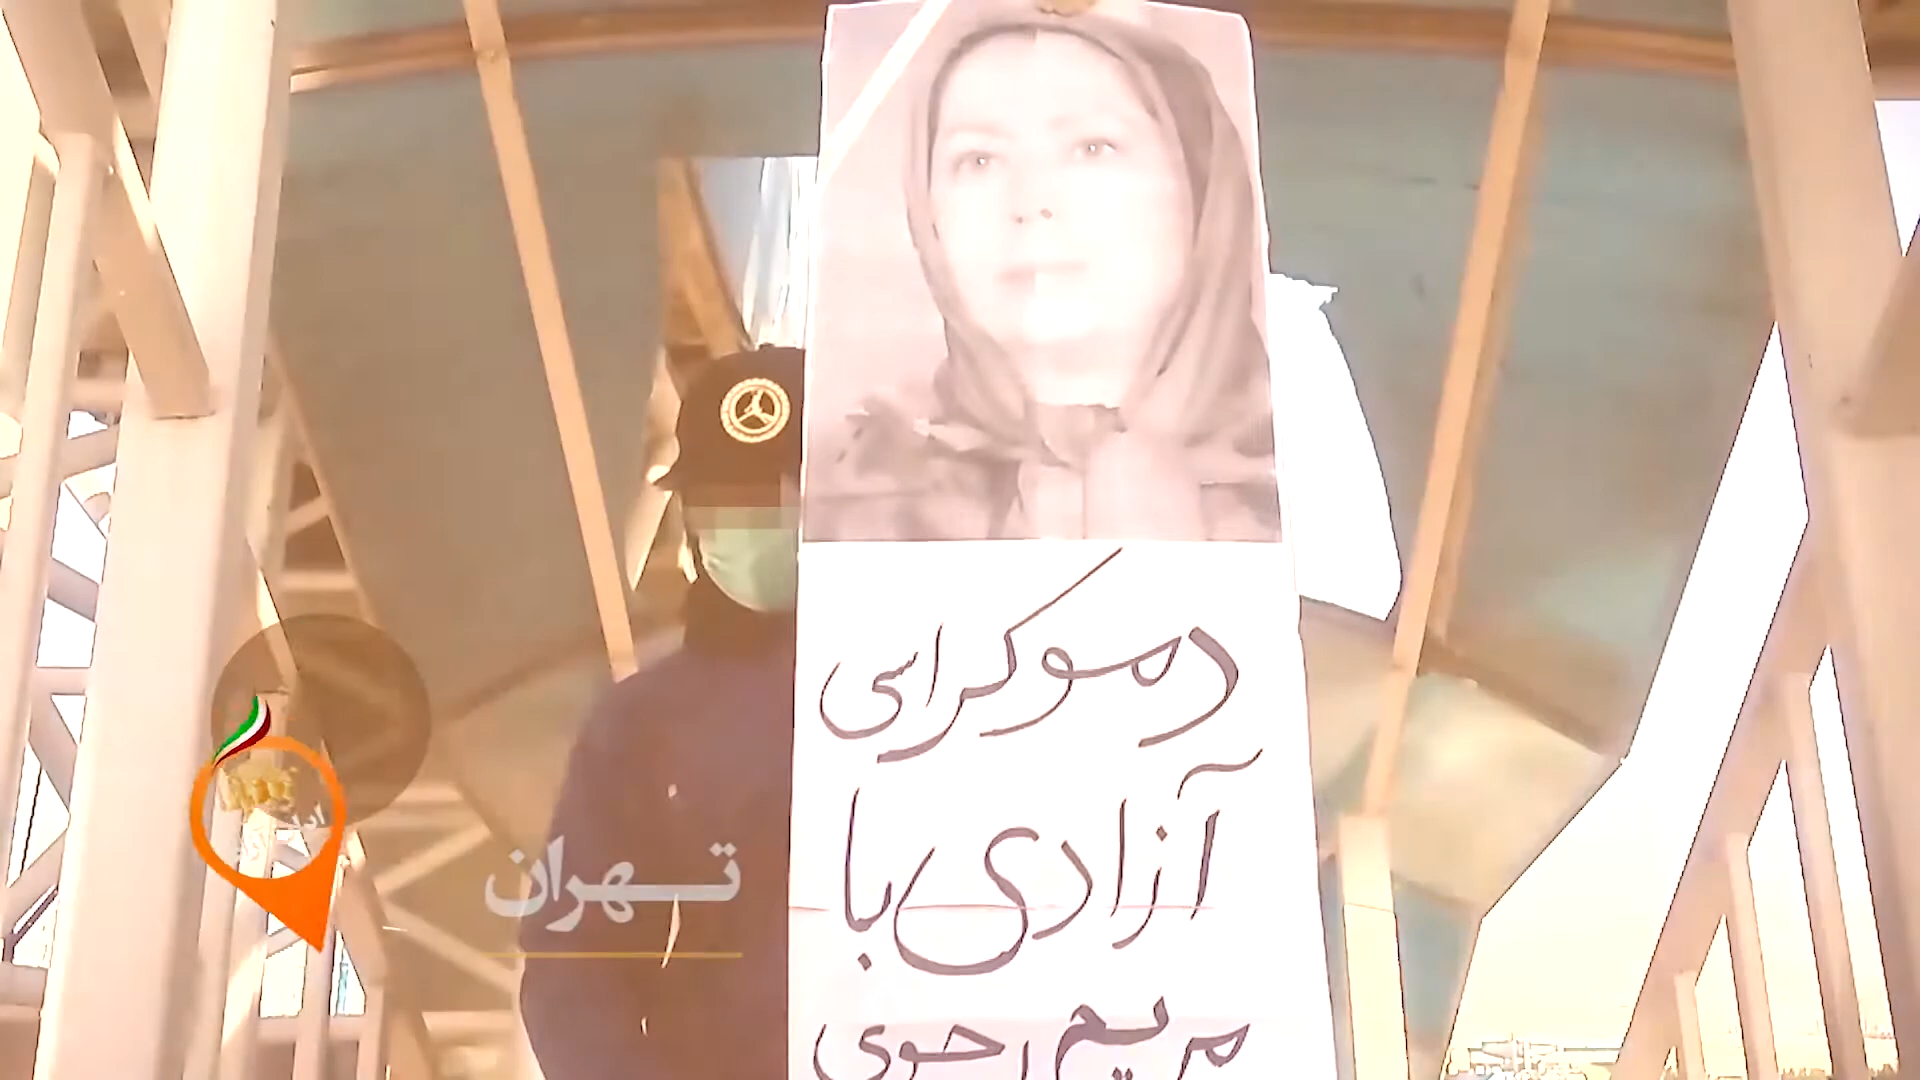 دموکراسی
آزادی با
مریم رجوی
تهران